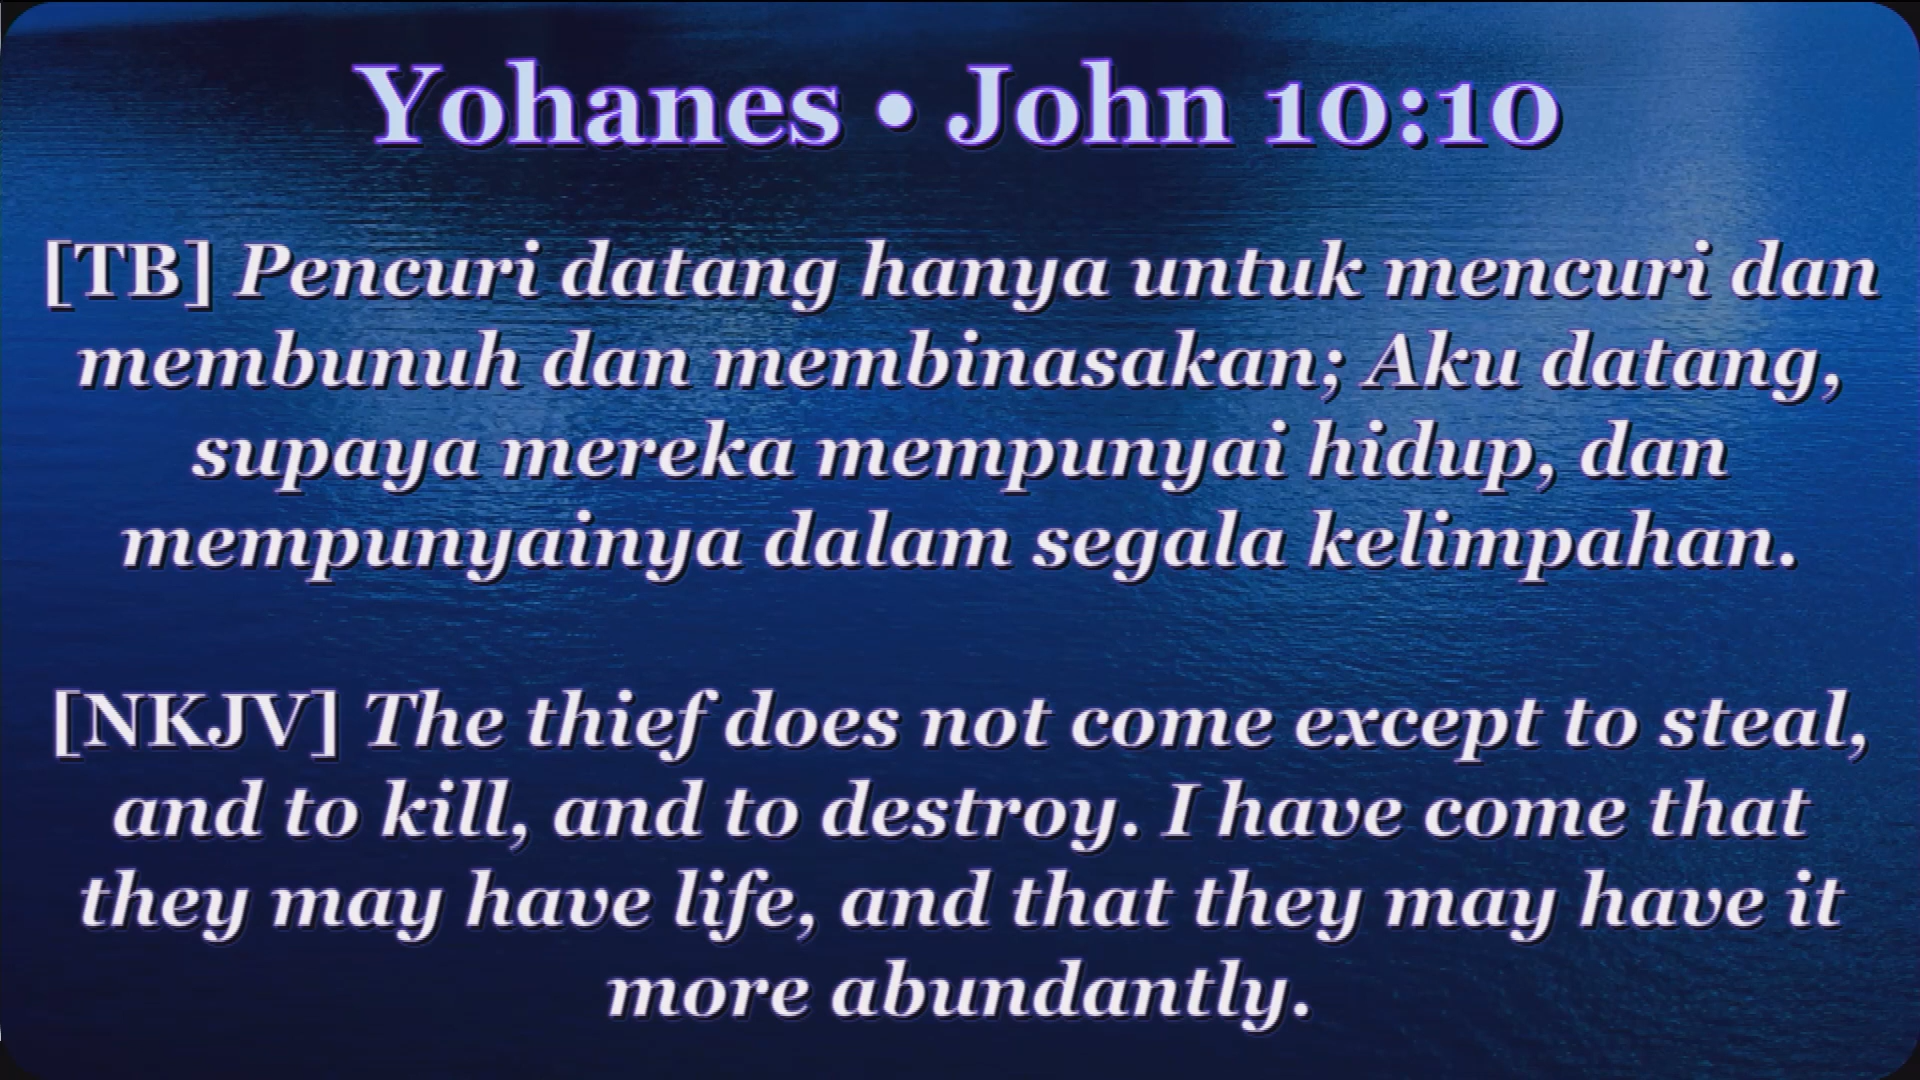 Yohanes • John 10:10
[TB] Pencuri datang hanya untuk mencuri dan
membunuh dan membinasakan; Aku datang,
supaya mereka mempunyai hidup, dan
mempunyainya dalam segala kelimpahan.
[NKJV] The thief does not come except to steal,
and to kill, and to destroy. I have come that
they may have life, and that they may have it
more abundantly.